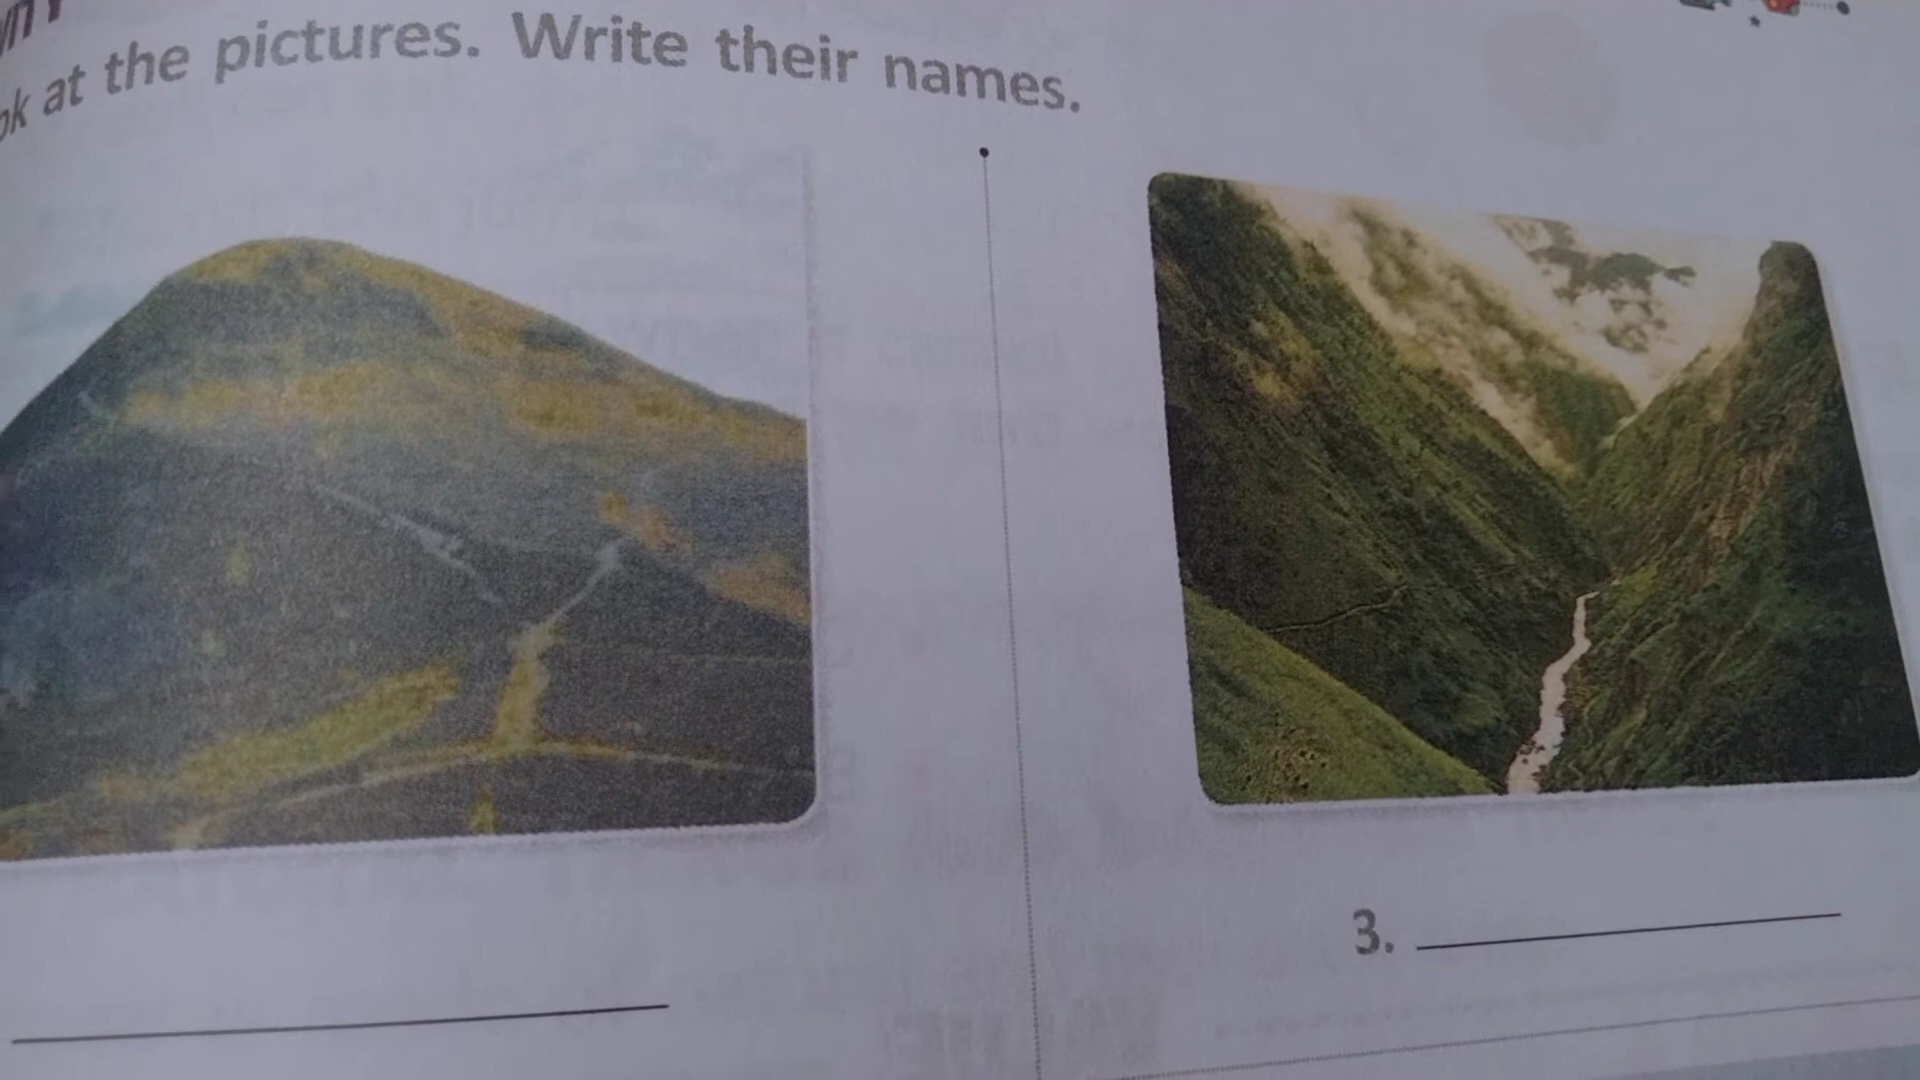 at the pictures. Write their names.
3.